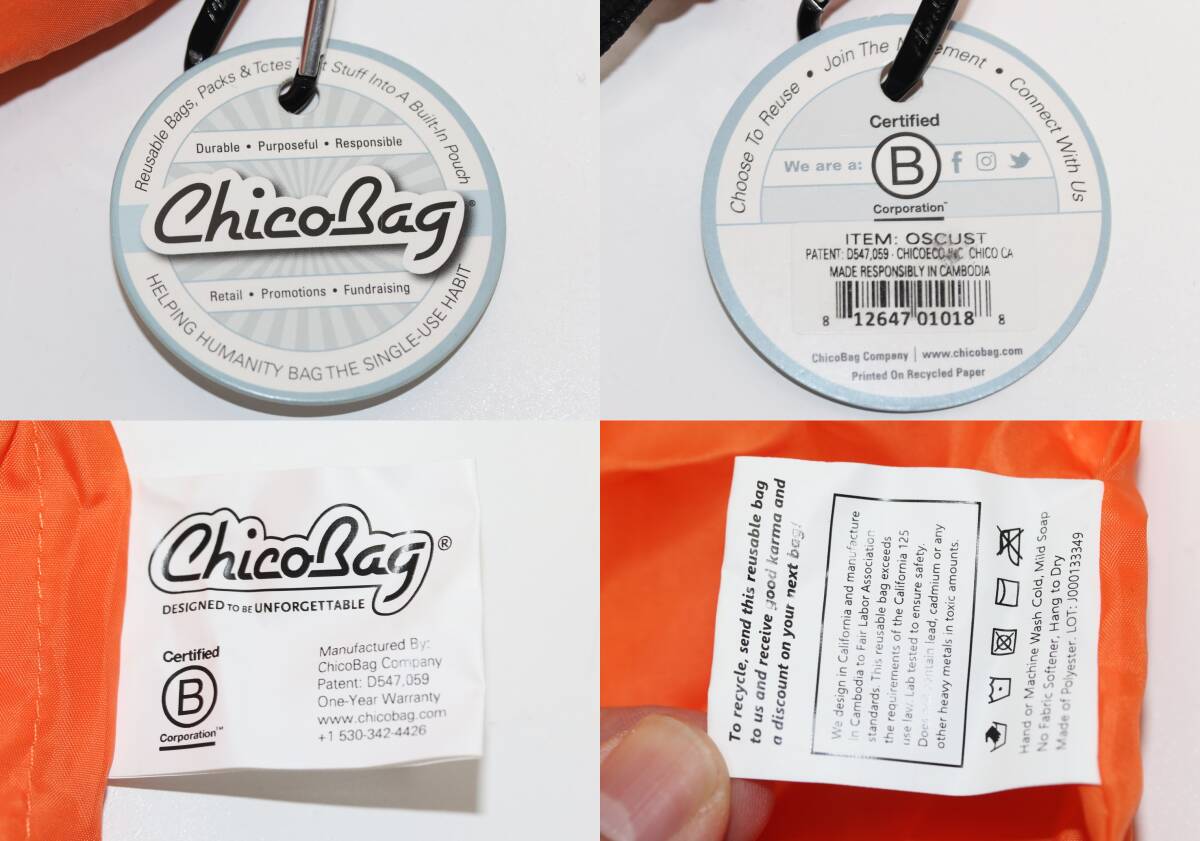 Reusable Bags, Packs & Totes That Stuff Into A Built-In Pouch
Durable • Purposeful • Responsible
ChicoBag®
Retail • Promotions • Fundraising
HELPING HUMANITY BAG THE SINGLE-USE HABIT
Choose To Reuse • Join The Movement • Connect With Us
Certified
We are a:
B
Corporation™
ITEM: OSCUST
PATENT: D547,059 · CHICOECO INC. CHICO CA
MADE RESPONSIBLY IN CAMBODIA
8 12647 01018 8
ChicoBag Company | www.chicobag.com
Printed On Recycled Paper
ChicoBag®
DESIGNED TO BE UNFORGETTABLE
Certified
B
Corporation™
Manufactured By:
ChicoBag Company
Patent: D547,059
One-Year Warranty
www.chicobag.com
+1 530-342-4426
To recycle, send this reusable bag
to us and receive good karma and
a discount on your next bag!
We design in California and manufacture
in Cambodia to Fair Labor Association
standards. This reusable bag exceeds
the requirements of the California 125
use law. Lab tested to ensure safety.
Does not contain lead, cadmium or any
other heavy metals in toxic amounts.
Hand or Machine Wash Cold, Mild Soap
No Fabric Softener, Hang to Dry
Made of Polyester. LOT: J000133349